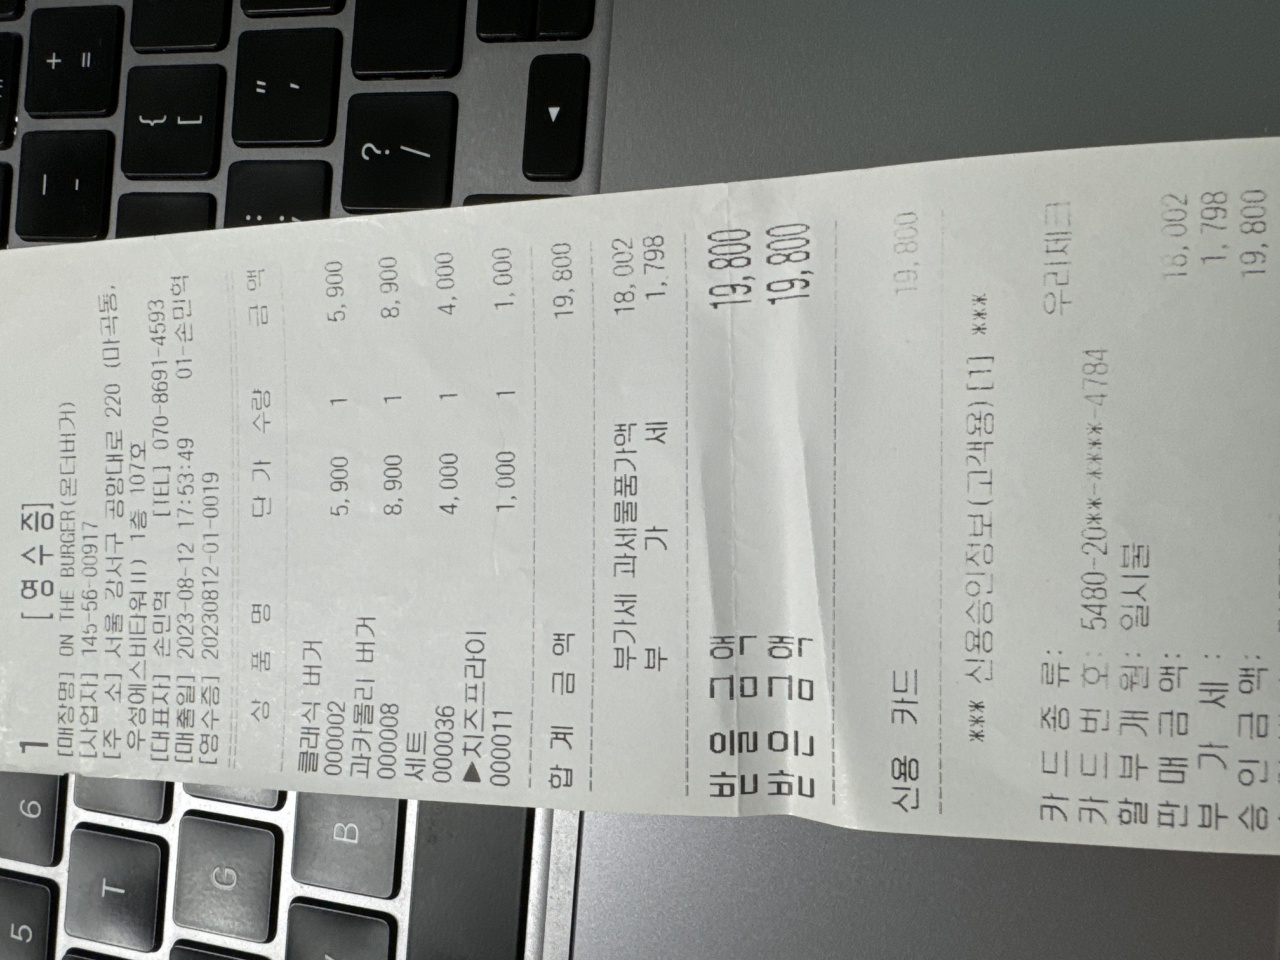 1 [영 수 증]
[매장명] ON THE BURGER(온더버거)
[사업자] 145-56-00917
[주 소] 서울 강서구 공항대로 220 (마곡동,
우성에스비타워II) 1층 107호
[대표자] 손민혁 [TEL] 070-8691-4593
[매출일] 2023-08-12 17:53:49 01-손민혁
[영수증] 20230812-01-0019
상 품 명 단 가 수량 금 액
클래식 버거
000002 5,900 1 5,900
과카몰리 버거
000008 8,900 1 8,900
세트
000036 4,000 1 4,000
▶치즈프라이
000011 1,000 1 1,000
합 계 금 액 19,800
부가세 과세물품가액 18,002
부 가 세 1,798
받을금액 19,800
받은금액 19,800
신용 카드 19,800
*** 신용승인정보(고객용)[1] ***
카 드 종 류: 우리체크
카 드 번 호: 5480-20**-****-4784
할 부 개 월: 일시불
판 매 금 액: 18,002
부 가 세 : 1,798
승 인 금 액: 19,800
+ =
{ [
" '
? /
◀
5
6
T
G
B